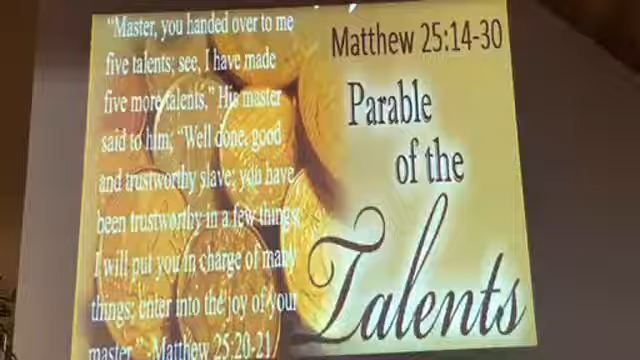 "Master, you handed over to me
five talents; see, I have made
five more talents." His master
said to him, "Well done, good
and trustworthy slave; you have
been trustworthy in a few things,
I will put you in charge of many
things; enter into the joy of your
master." -Matthew 25:20-21
Matthew 25:14-30
Parable
of the
Talents